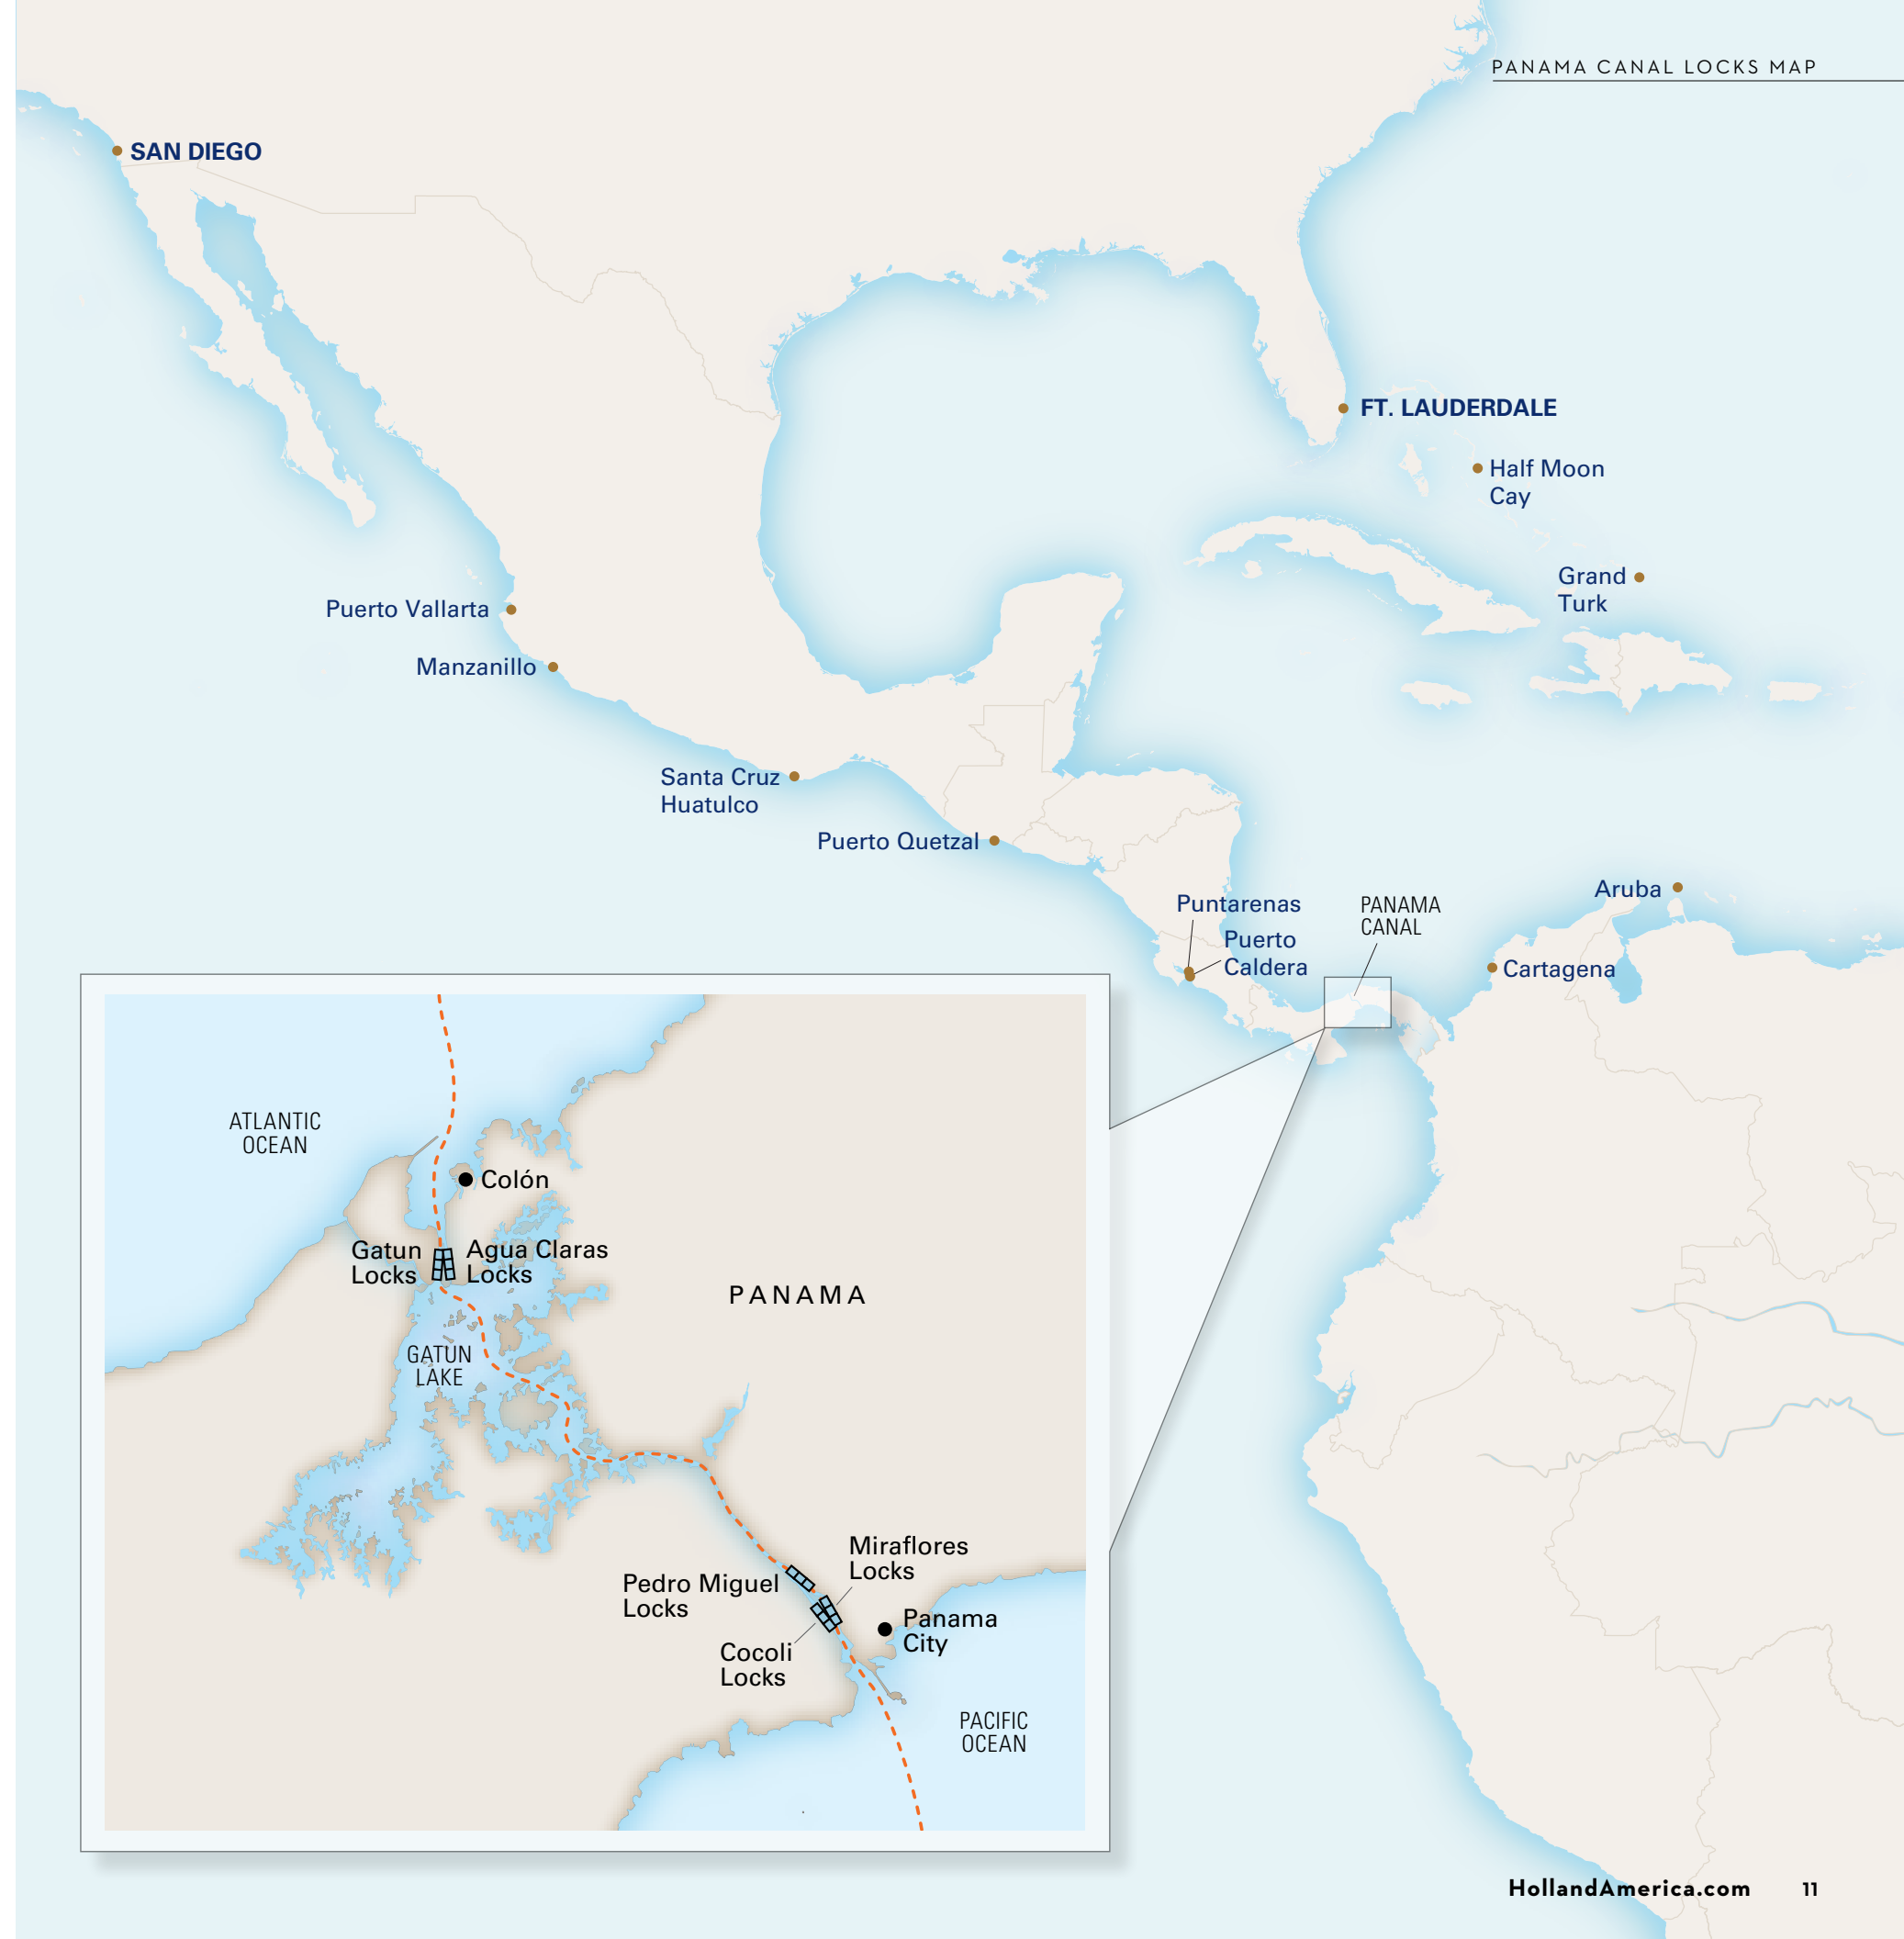 PANAMA CANAL LOCKS MAP
SAN DIEGO
FT. LAUDERDALE
Half Moon
Cay
Grand
Turk
Puerto Vallarta
Manzanillo
Santa Cruz
Huatulco
Puerto Quetzal
Aruba
Puntarenas
PANAMA
CANAL
Puerto
Caldera
Cartagena
ATLANTIC
OCEAN
Colón
Gatun
Locks
Agua Claras
Locks
PANAMA
GATUN
LAKE
Miraflores
Locks
Pedro Miguel
Locks
Panama
City
Cocoli
Locks
PACIFIC
OCEAN
HollandAmerica.com 11